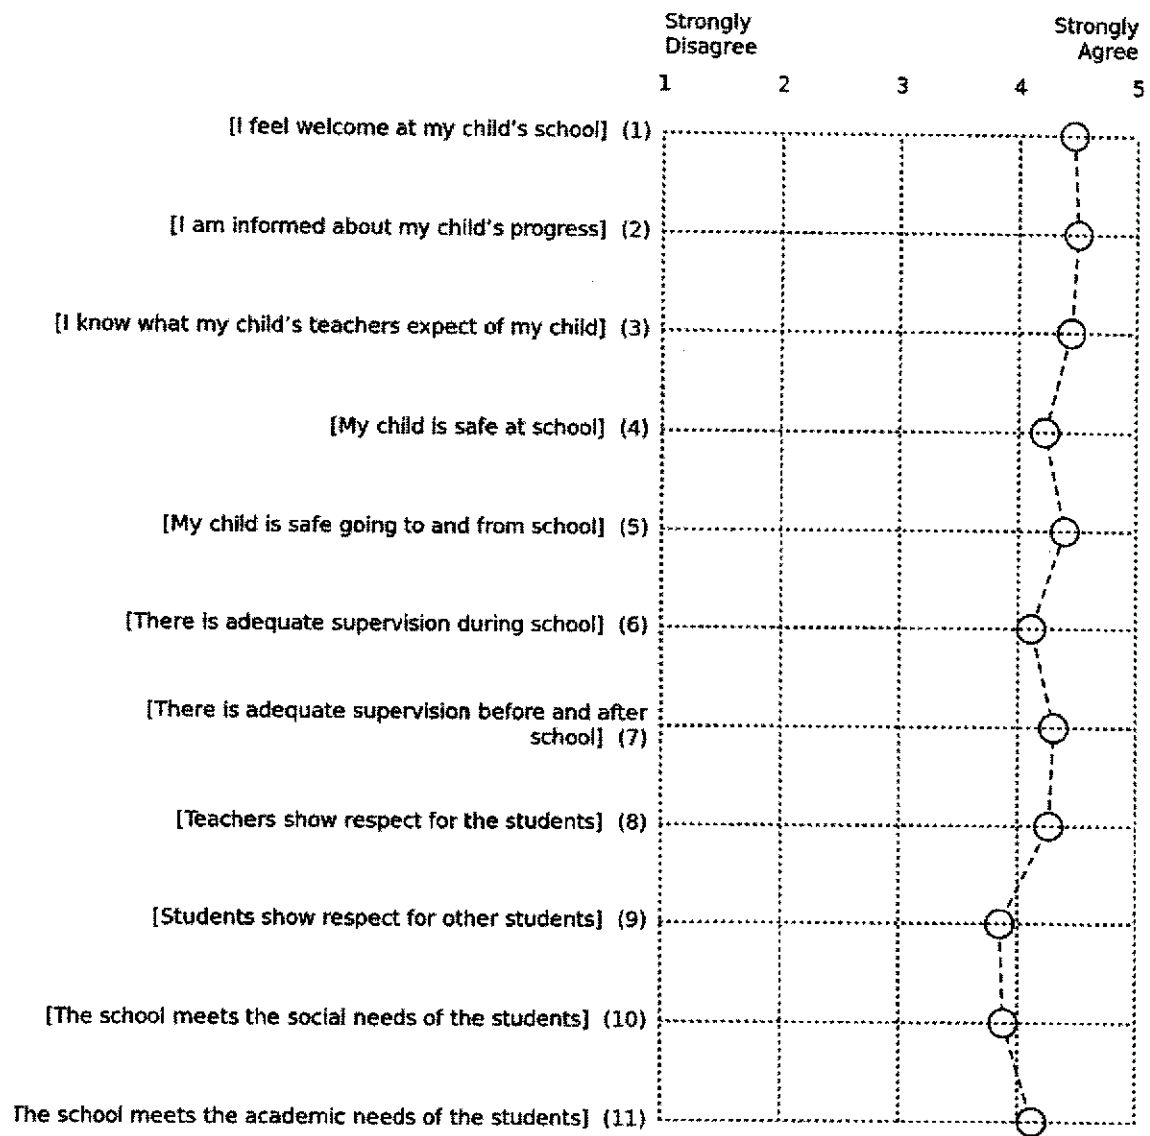 Strongly
Disagree
Strongly
Agree
1 2 3 4 5
[I feel welcome at my child's school] (1)
[I am informed about my child's progress] (2)
[I know what my child's teachers expect of my child] (3)
[My child is safe at school] (4)
[My child is safe going to and from school] (5)
[There is adequate supervision during school] (6)
[There is adequate supervision before and after
school] (7)
[Teachers show respect for the students] (8)
[Students show respect for other students] (9)
[The school meets the social needs of the students] (10)
The school meets the academic needs of the students] (11)